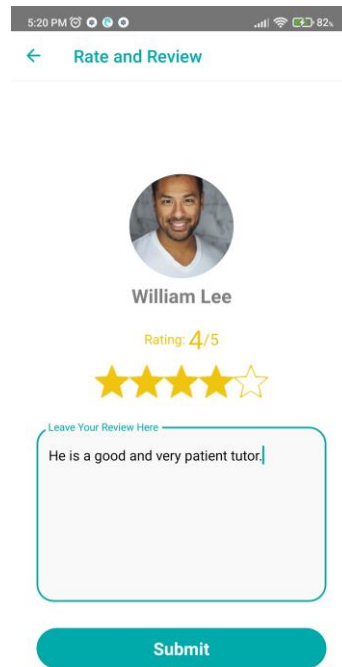 5:20 PM 82%
Rate and Review
William Lee
Rating: 4/5
Leave Your Review Here
He is a good and very patient tutor.
Submit